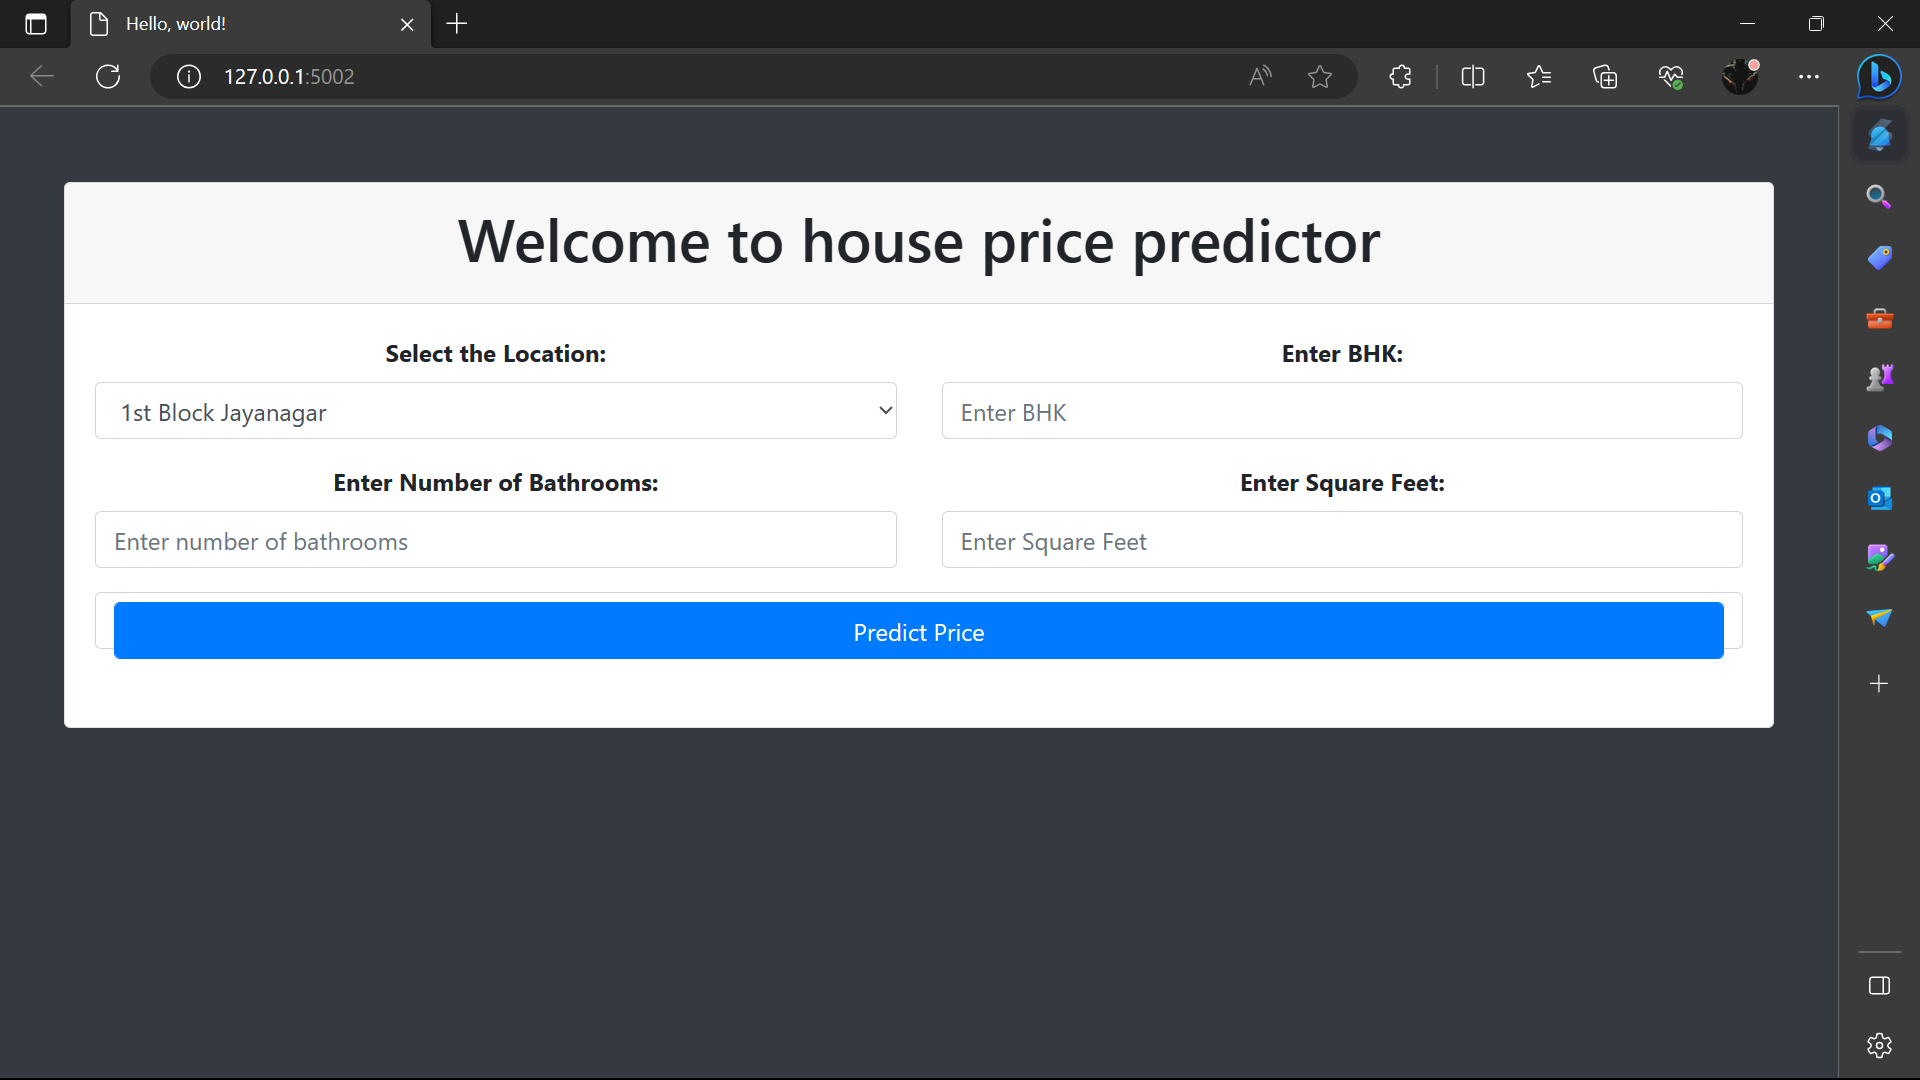 Hello, world!
127.0.0.1:5002
Welcome to house price predictor
Select the Location:
Enter BHK:
1st Block Jayanagar
Enter BHK
Enter Number of Bathrooms:
Enter Square Feet:
Enter number of bathrooms
Enter Square Feet
Predict Price